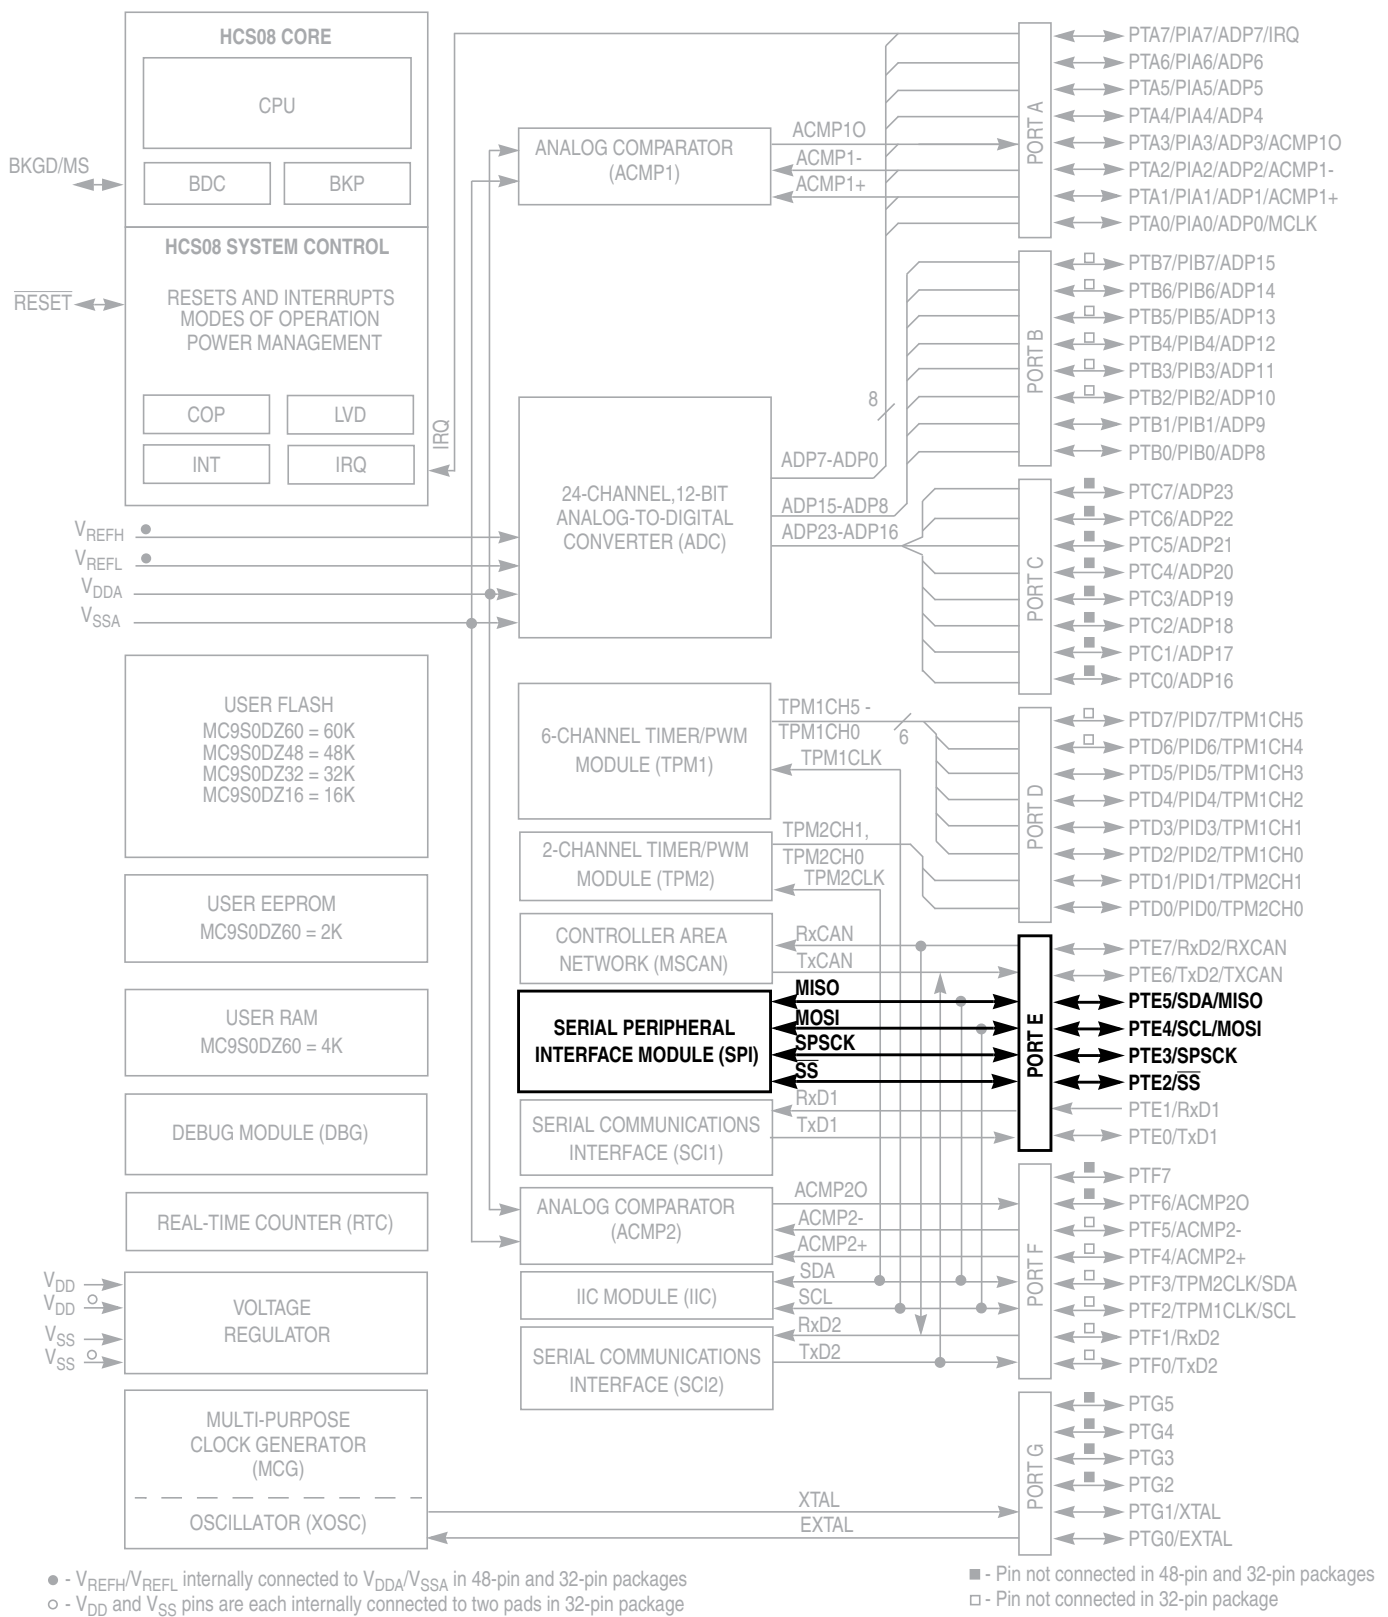 HCS08 CORE
CPU
BDC
BKP
BKGD/MS
HCS08 SYSTEM CONTROL
RESETS AND INTERRUPTS
MODES OF OPERATION
POWER MANAGEMENT
RESET
COP
LVD
INT
IRQ
IRQ
VREFH
VREFL
VDDA
VSSA
USER FLASH
MC9S0DZ60 = 60K
MC9S0DZ48 = 48K
MC9S0DZ32 = 32K
MC9S0DZ16 = 16K
USER EEPROM
MC9S0DZ60 = 2K
USER RAM
MC9S0DZ60 = 4K
DEBUG MODULE (DBG)
REAL-TIME COUNTER (RTC)
VDD
VDD
VSS
VSS
VOLTAGE
REGULATOR
MULTI-PURPOSE
CLOCK GENERATOR
(MCG)
OSCILLATOR (XOSC)
ANALOG COMPARATOR
(ACMP1)
ACMP1O
ACMP1-
ACMP1+
24-CHANNEL,12-BIT
ANALOG-TO-DIGITAL
CONVERTER (ADC)
8
ADP7-ADP0
ADP15-ADP8
ADP23-ADP16
6-CHANNEL TIMER/PWM
MODULE (TPM1)
TPM1CH5 -
TPM1CH0
6
TPM1CLK
2-CHANNEL TIMER/PWM
MODULE (TPM2)
TPM2CH1,
TPM2CH0
TPM2CLK
CONTROLLER AREA
NETWORK (MSCAN)
RxCAN
TxCAN
SERIAL PERIPHERAL
INTERFACE MODULE (SPI)
MISO
MOSI
SPSCK
SS
SERIAL COMMUNICATIONS
INTERFACE (SCI1)
RxD1
TxD1
ANALOG COMPARATOR
(ACMP2)
ACMP2O
ACMP2-
ACMP2+
IIC MODULE (IIC)
SDA
SCL
SERIAL COMMUNICATIONS
INTERFACE (SCI2)
RxD2
TxD2
XTAL
EXTAL
PORT A
PTA7/PIA7/ADP7/IRQ
PTA6/PIA6/ADP6
PTA5/PIA5/ADP5
PTA4/PIA4/ADP4
PTA3/PIA3/ADP3/ACMP1O
PTA2/PIA2/ADP2/ACMP1-
PTA1/PIA1/ADP1/ACMP1+
PTA0/PIA0/ADP0/MCLK
PORT B
PTB7/PIB7/ADP15
PTB6/PIB6/ADP14
PTB5/PIB5/ADP13
PTB4/PIB4/ADP12
PTB3/PIB3/ADP11
PTB2/PIB2/ADP10
PTB1/PIB1/ADP9
PTB0/PIB0/ADP8
PORT C
PTC7/ADP23
PTC6/ADP22
PTC5/ADP21
PTC4/ADP20
PTC3/ADP19
PTC2/ADP18
PTC1/ADP17
PTC0/ADP16
PORT D
PTD7/PID7/TPM1CH5
PTD6/PID6/TPM1CH4
PTD5/PID5/TPM1CH3
PTD4/PID4/TPM1CH2
PTD3/PID3/TPM1CH1
PTD2/PID2/TPM1CH0
PTD1/PID1/TPM2CH1
PTD0/PID0/TPM2CH0
PORT E
PTE7/RxD2/RXCAN
PTE6/TxD2/TXCAN
PTE5/SDA/MISO
PTE4/SCL/MOSI
PTE3/SPSCK
PTE2/SS
PTE1/RxD1
PTE0/TxD1
PORT F
PTF7
PTF6/ACMP2O
PTF5/ACMP2-
PTF4/ACMP2+
PTF3/TPM2CLK/SDA
PTF2/TPM1CLK/SCL
PTF1/RxD2
PTF0/TxD2
PORT G
PTG5
PTG4
PTG3
PTG2
PTG1/XTAL
PTG0/EXTAL
● - VREFH/VREFL internally connected to VDDA/VSSA in 48-pin and 32-pin packages
○ - VDD and VSS pins are each internally connected to two pads in 32-pin package
■ - Pin not connected in 48-pin and 32-pin packages
□ - Pin not connected in 32-pin package